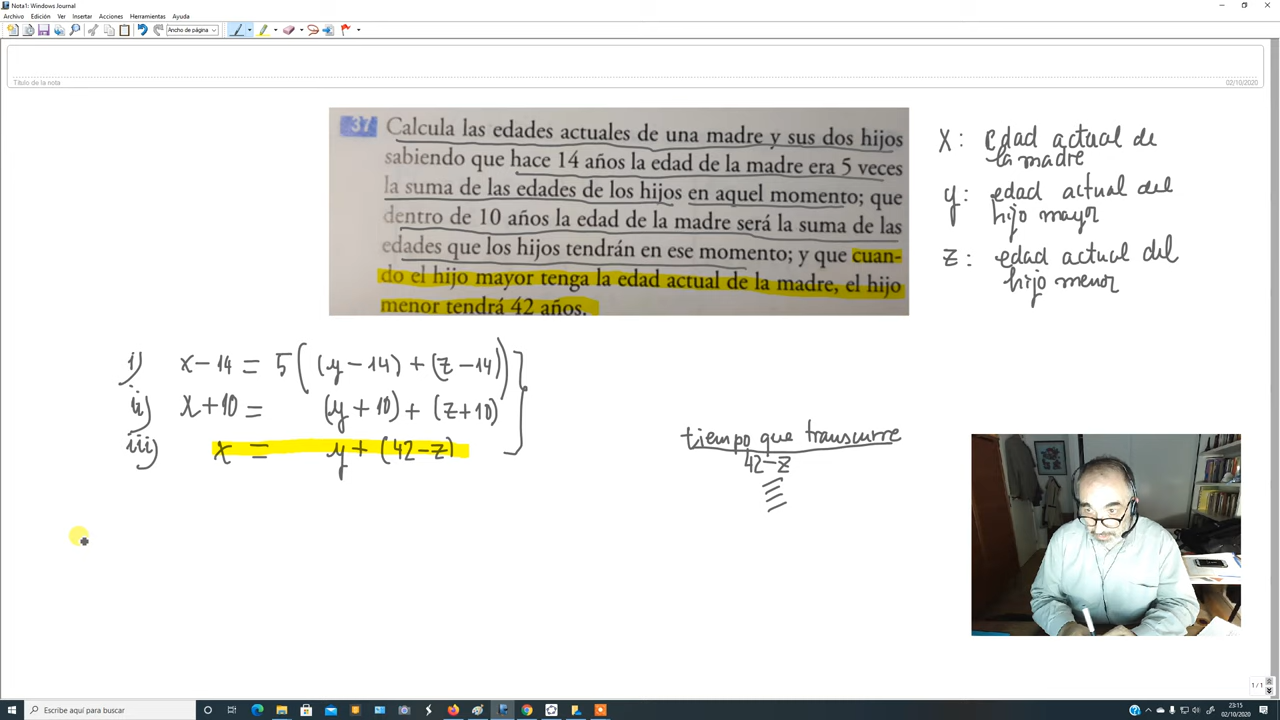 Nota1: Windows Journal
Archivo Edición Ver Insertar Acciones Herramientas Ayuda
Ancho de página
Título de la nota
02/10/2020
37 Calcula las edades actuales de una madre y sus dos hijos
sabiendo que hace 14 años la edad de la madre era 5 veces
la suma de las edades de los hijos en aquel momento; que
dentro de 10 años la edad de la madre será la suma de las
edades que los hijos tendrán en ese momento; y que cuan-
do el hijo mayor tenga la edad actual de la madre, el hijo
menor tendrá 42 años.
x: edad actual de
la madre
y: edad actual del
hijo mayor
z: edad actual del
hijo menor
i) x-14 = 5((y-14)+(z-14))
ii) x+10 = (y+10)+(z+10)
iii) x = y+(42-z)
tiempo que transcurre
42-z
1/1
Escribe aquí para buscar
23:15
02/10/2020